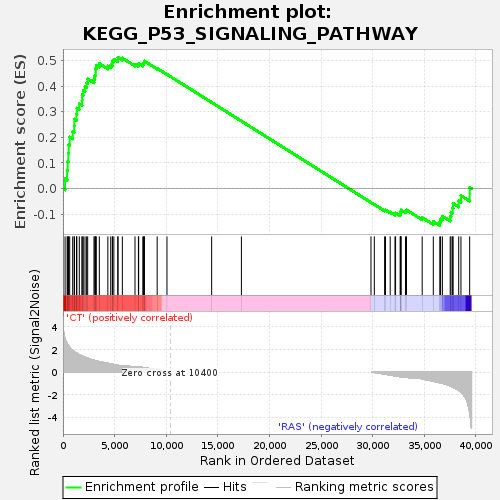 Enrichment plot:
KEGG_P53_SIGNALING_PATHWAY
Enrichment score (ES)
0.5
0.4
0.3
0.2
0.1
0.0
-0.1
'CT' (positively correlated)
Ranked list metric (Signal2Noise)
4
2
0
-2
-4
Zero cross at 10400
'RAS' (negatively correlated)
0
5,000
10,000
15,000
20,000
25,000
30,000
35,000
40,000
Rank in Ordered Dataset
Enrichment profile
Hits
Ranking metric scores